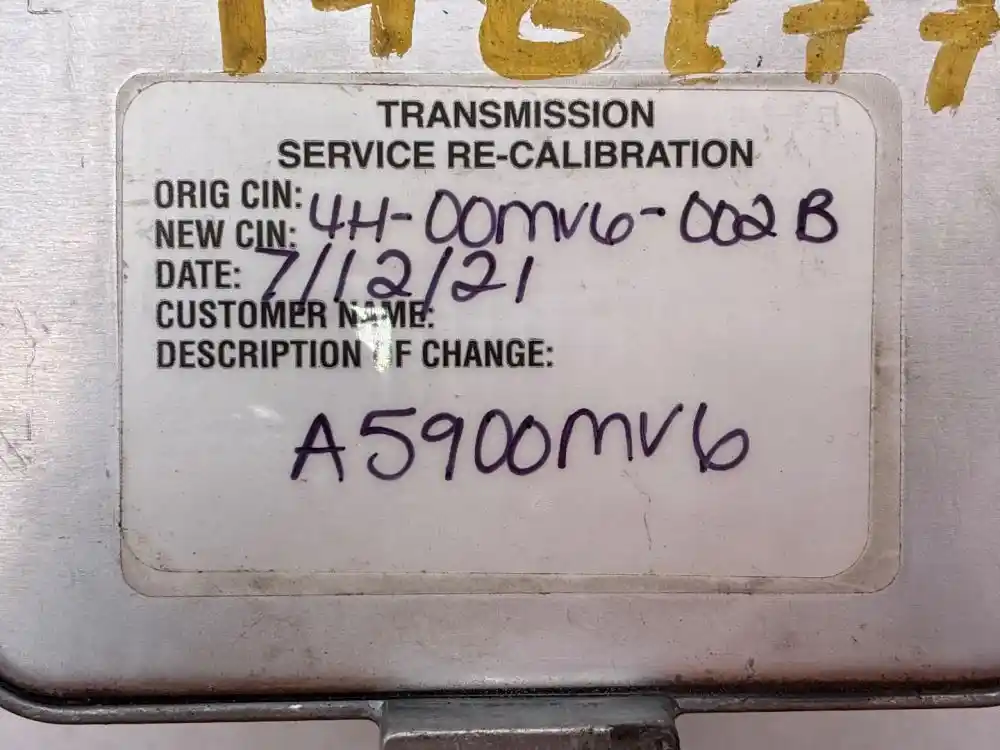 TRANSMISSION
SERVICE RE-CALIBRATION
ORIG CIN:
NEW CIN: 4H-00MV6-002B
DATE: 7/12/21
CUSTOMER NAME:
DESCRIPTION OF CHANGE:
A5900MV6